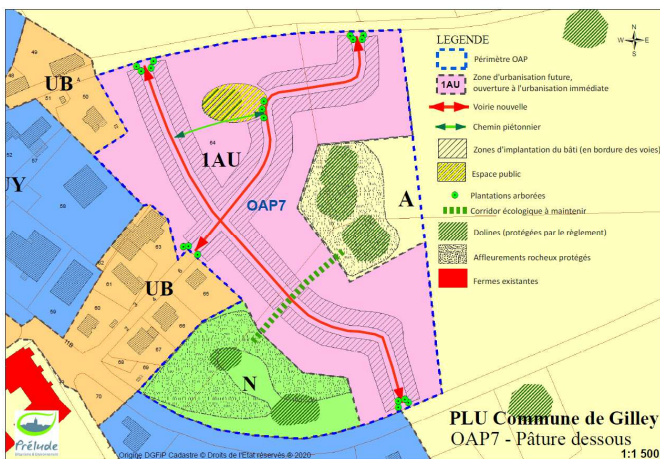 LEGENDE
Périmètre OAP
1AU
Zone d'urbanisation future,
ouverture à l'urbanisation immédiate
Voirie nouvelle
Chemin piétonnier
Zones d'implantation du bâti (en bordure des voies)
Espace public
Plantations arborées
Corridor écologique à maintenir
Dolines (protégées par le règlement)
Affleurements rocheux protégés
Fermes existantes
N
W
E
S
UB
UY
1AU
64
OAP7
A
UB
N
Prélude
Origine DGFiP Cadastre © Droits de l'Etat réservés ® 2020
PLU Commune de Gilley
OAP7 - Pâture dessous
1:1 500